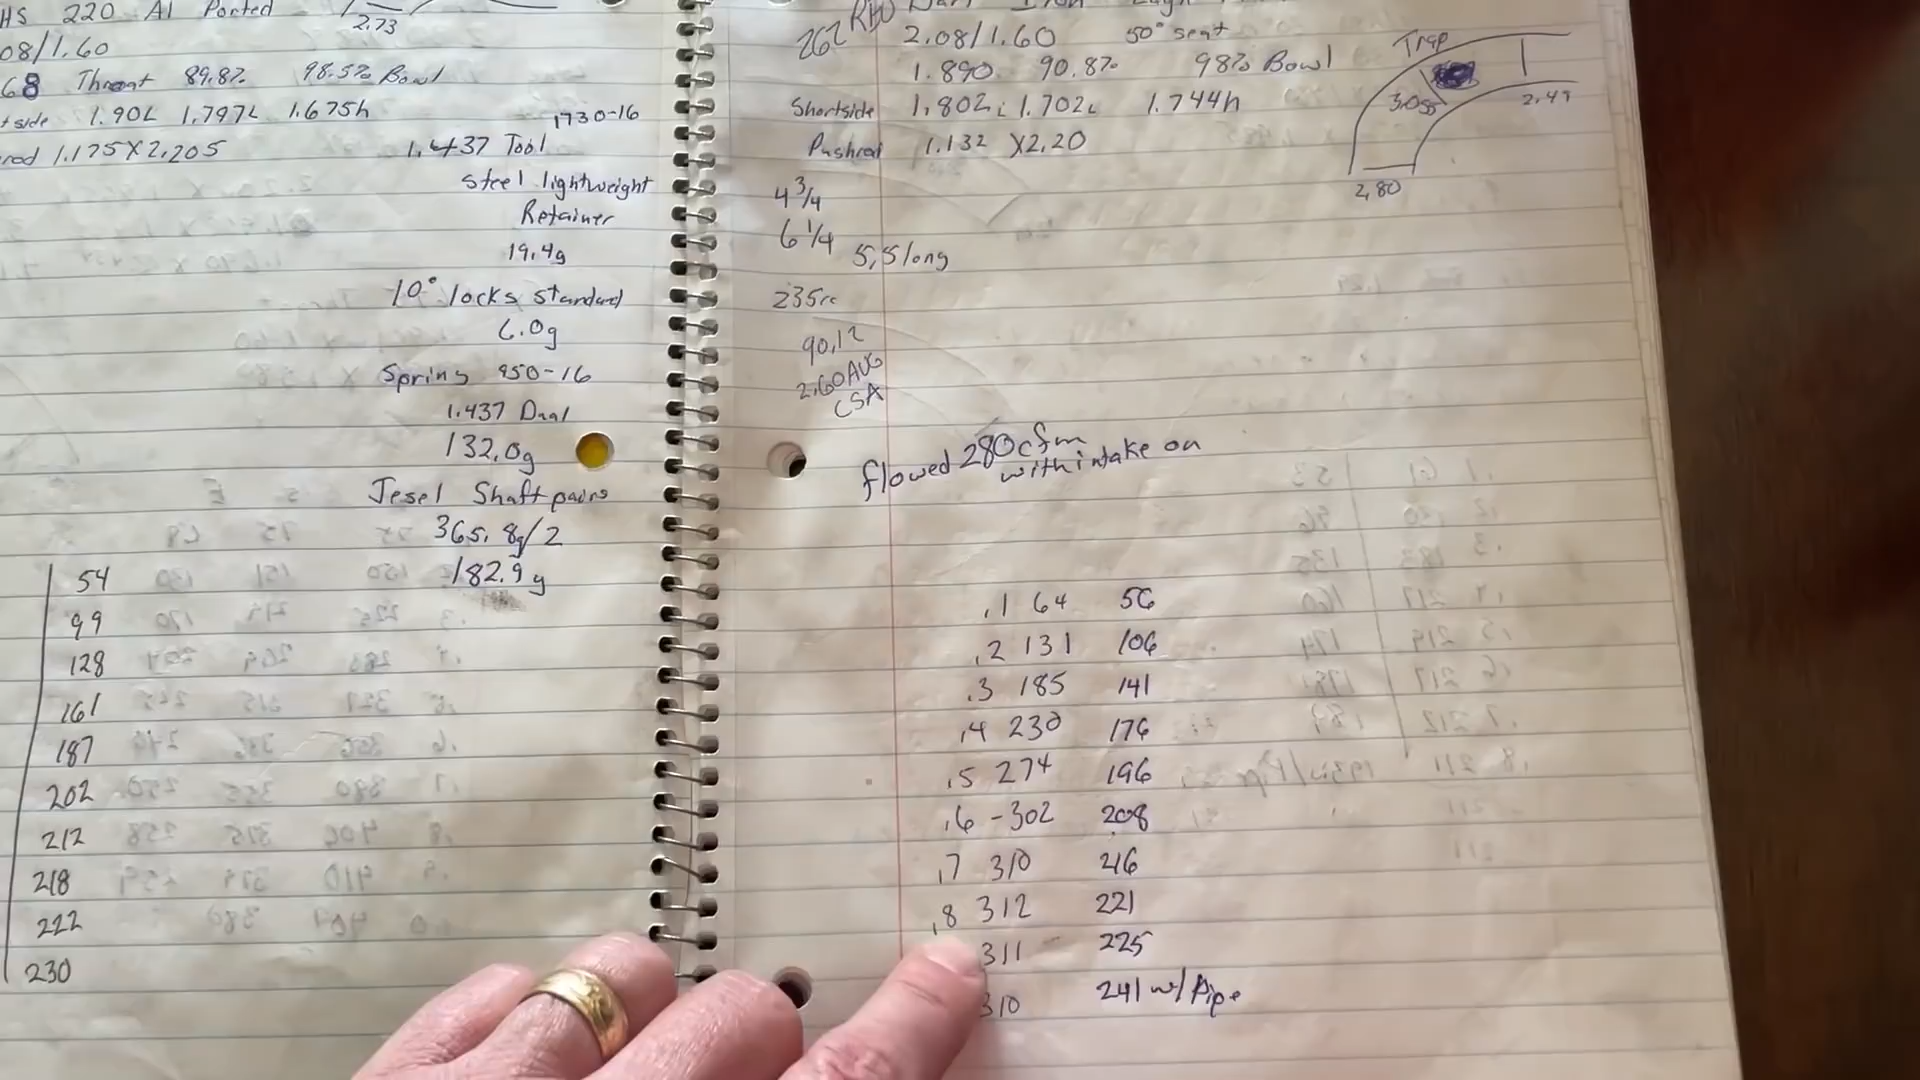 HS 220 Al Ported
2.73
08/1.60
68 Throat 89.8% 98.5% Bowl
t side 1.90L 1.797L 1.675h
1730-16
rod 1.175X2.205
1.437 Tool
Steel lightweight
Retainer
19.4g
10° locks standard
6.0g
Spring 950-16
1.437 Dual
132.0g
Jesel Shaft pairs
365.8g/2
182.9g
54
99
128
161
187
202
212
218
222
230
262
2.08/1.60 50° seat
1.890 90.8% 98% Bowl
Shortside 1.802L 1.702L 1.744h
Pushrod 1.132 X2.20
Trap
3.055
2.49
2.80
4 3/4
6 1/4
5.5 long
235cc
90.12
2.60 AVG
CSA
flowed 280cfm
with intake on
.1 64 56
.2 131 106
.3 185 141
.4 230 176
.5 274 196
.6 - 302 208
.7 310 216
.8 312 221
311 225
310 241 w/ Pipe